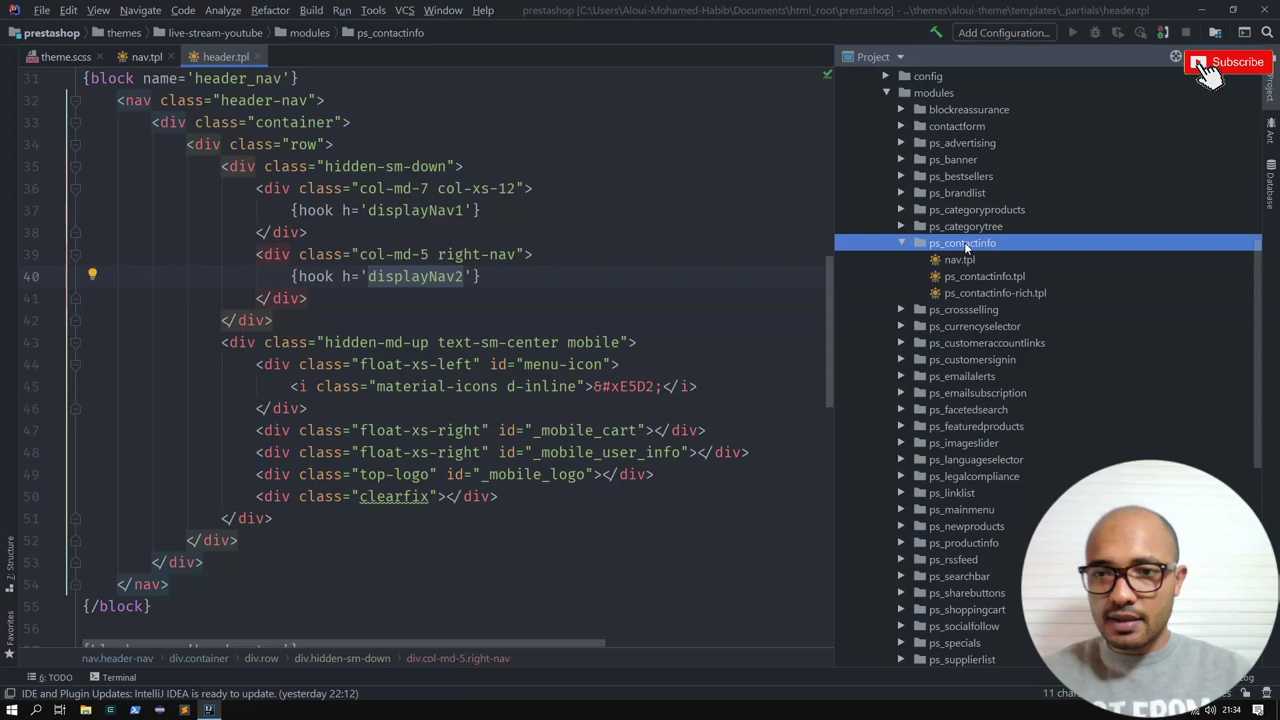 File Edit View Navigate Code Analyze Refactor Build Run Tools VCS Window Help
prestashop [C:\Users\Aloui-Mohamed-Habib\Documents\html_root\prestashop] - ...\themes\aloui-theme\templates\_partials\header.tpl
prestashop themes live-stream-youtube modules ps_contactinfo
Add Configuration...
theme.scss nav.tpl header.tpl
Project
Subscribe
31 {block name='header_nav'}
32 <nav class="header-nav">
33 <div class="container">
34 <div class="row">
35 <div class="hidden-sm-down">
36 <div class="col-md-7 col-xs-12">
37 {hook h='displayNav1'}
38 </div>
39 <div class="col-md-5 right-nav">
40 {hook h='displayNav2'}
41 </div>
42 </div>
43 <div class="hidden-md-up text-sm-center mobile">
44 <div class="float-xs-left" id="menu-icon">
45 <i class="material-icons d-inline">&#xE5D2;</i>
46 </div>
47 <div class="float-xs-right" id="_mobile_cart"></div>
48 <div class="float-xs-right" id="_mobile_user_info"></div>
49 <div class="top-logo" id="_mobile_logo"></div>
50 <div class="clearfix"></div>
51 </div>
52 </div>
53 </div>
54 </nav>
55 {/block}
56
config
modules
blockreassurance
contactform
ps_advertising
ps_banner
ps_bestsellers
ps_brandlist
ps_categoryproducts
ps_categorytree
ps_contactinfo
nav.tpl
ps_contactinfo.tpl
ps_contactinfo-rich.tpl
ps_crossselling
ps_currencyselector
ps_customeraccountlinks
ps_customersignin
ps_emailalerts
ps_emailsubscription
ps_facetedsearch
ps_featuredproducts
ps_imageslider
ps_languageselector
ps_legalcompliance
ps_linklist
ps_mainmenu
ps_newproducts
ps_productinfo
ps_rssfeed
ps_searchbar
ps_sharebuttons
ps_shoppingcart
ps_socialfollow
ps_specials
ps_supplierlist
Project
Ant
Database
Z: Structure
Favorites
nav.header-nav div.container div.row div.hidden-sm-down div.col-md-5.right-nav
6: TODO Terminal
IDE and Plugin Updates: IntelliJ IDEA is ready to update. (yesterday 22:12)
21:34